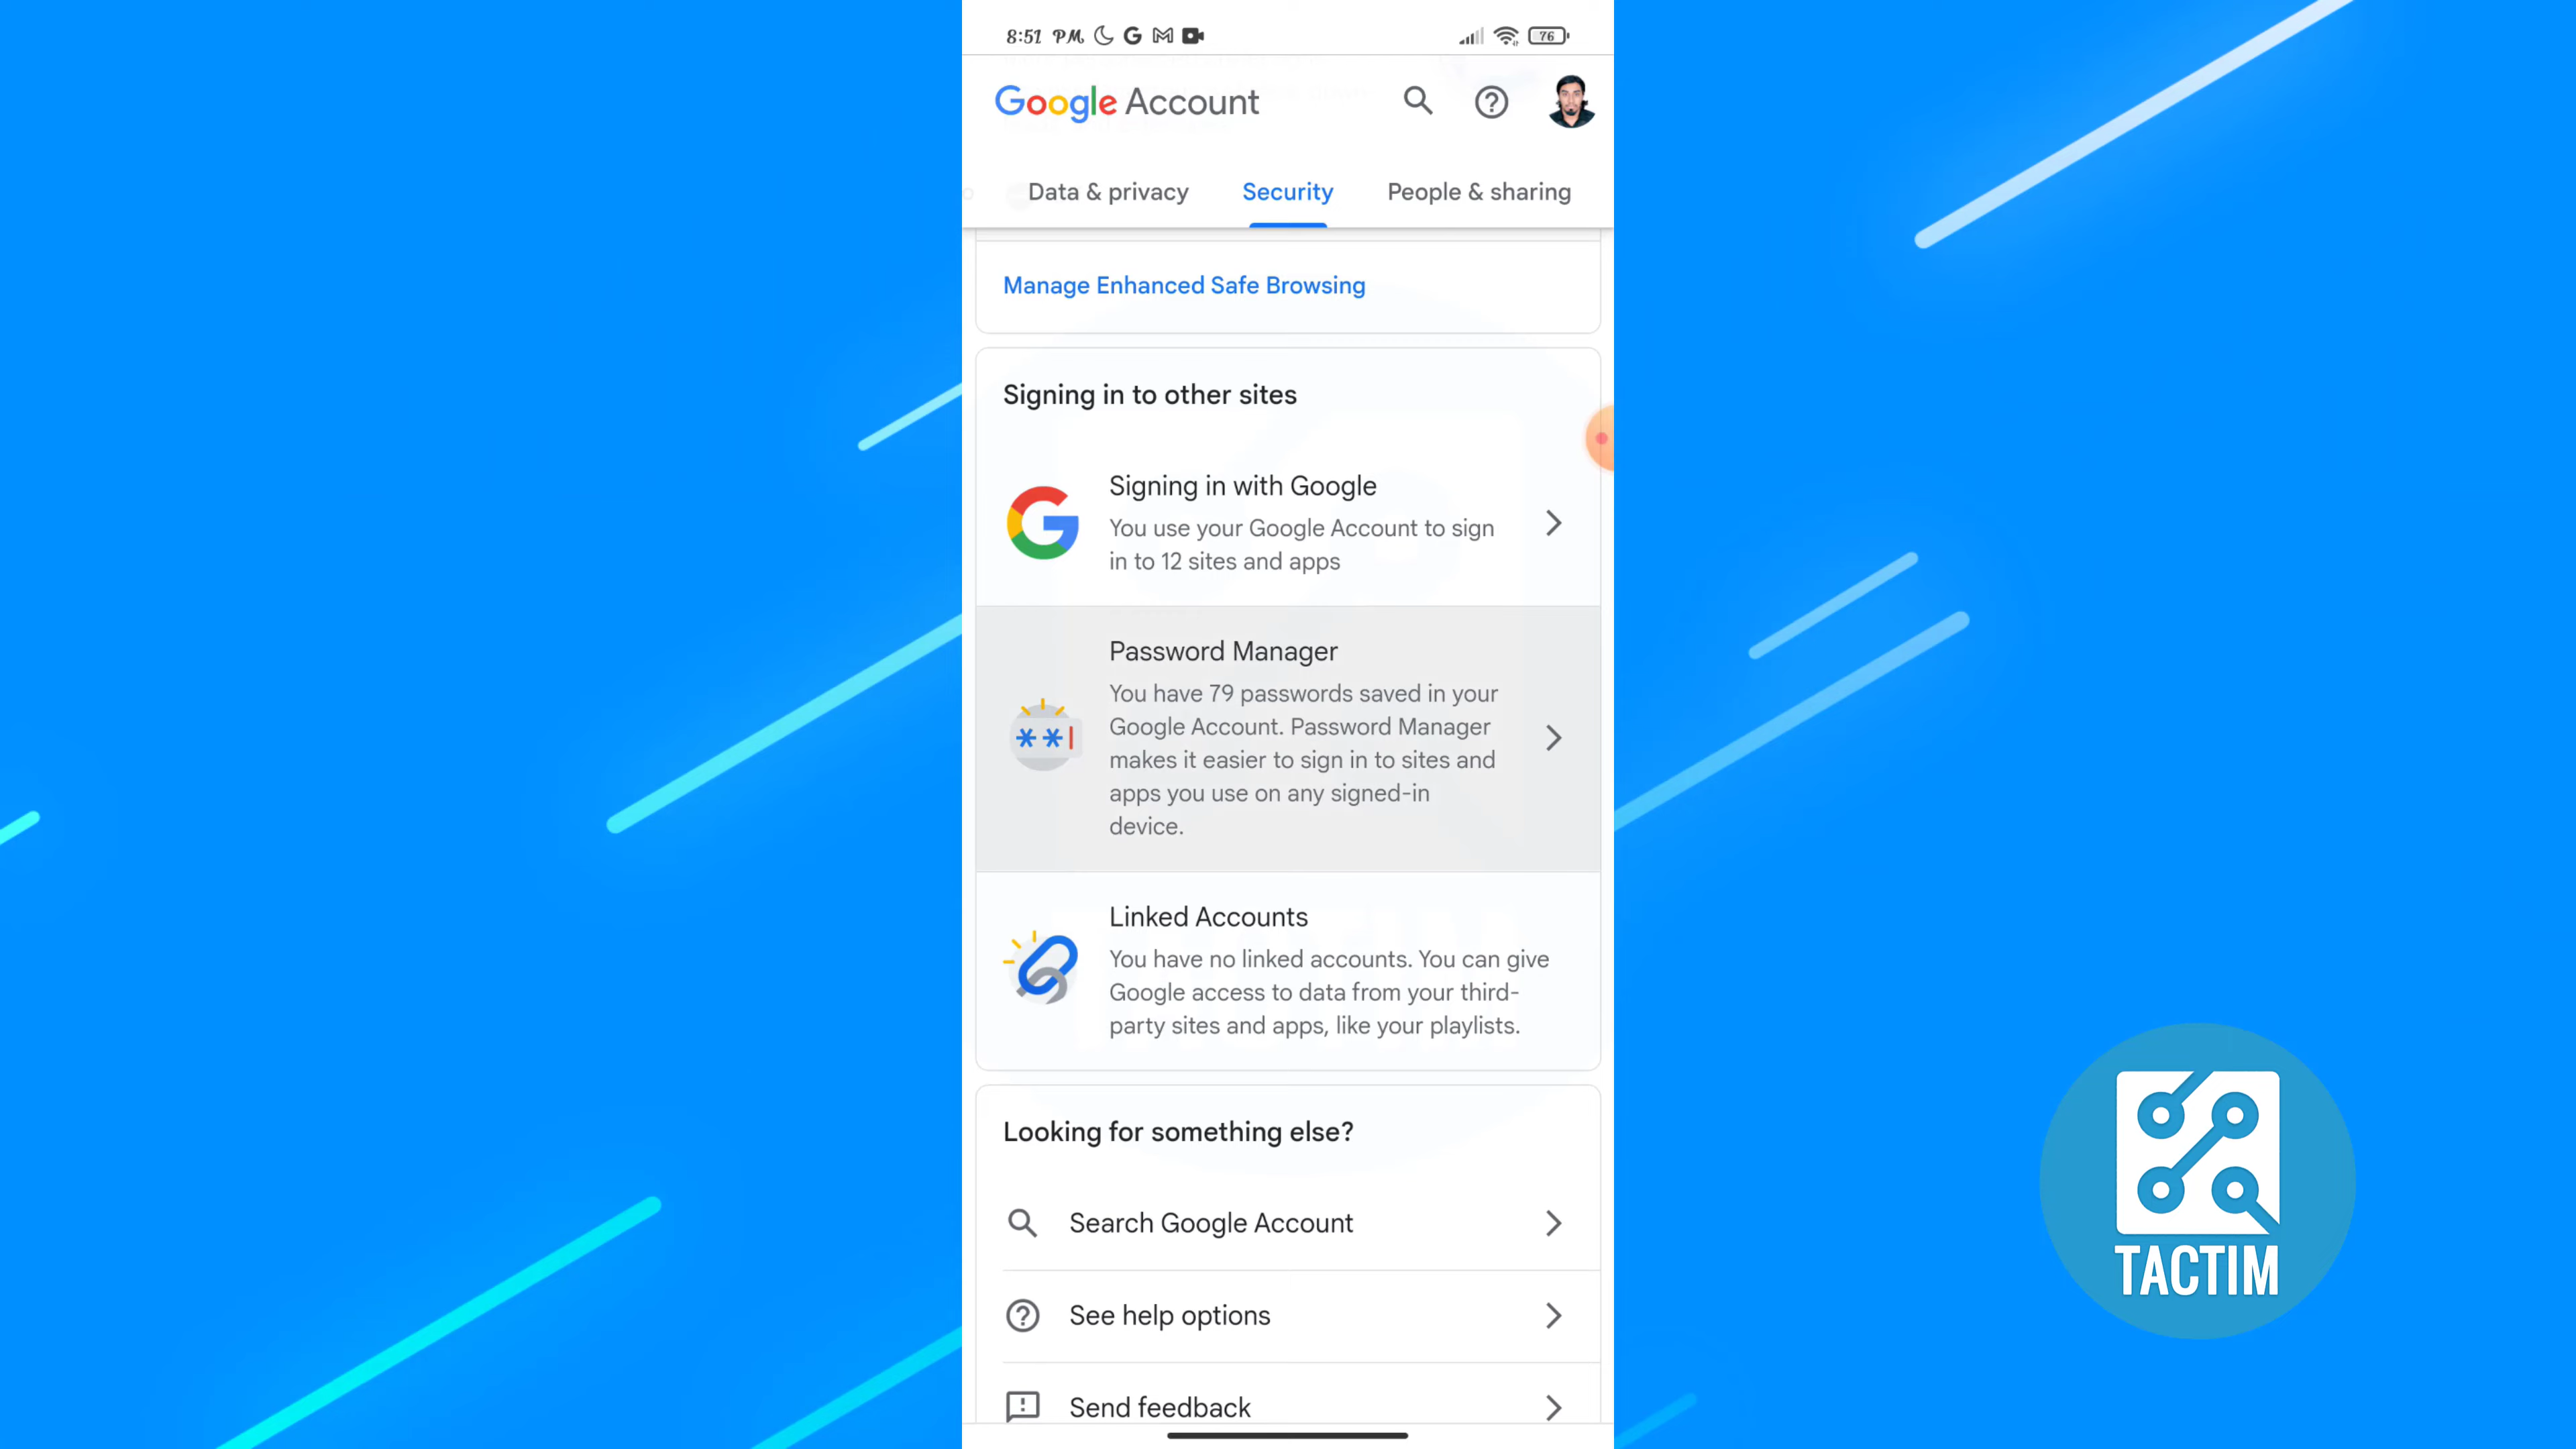 8:51 PM
76
Google Account
Data & privacy
Security
People & sharing
Manage Enhanced Safe Browsing
Signing in to other sites
Signing in with Google
You use your Google Account to sign
in to 12 sites and apps
Password Manager
You have 79 passwords saved in your
Google Account. Password Manager
makes it easier to sign in to sites and
apps you use on any signed-in
device.
Linked Accounts
You have no linked accounts. You can give
Google access to data from your third-
party sites and apps, like your playlists.
Looking for something else?
Search Google Account
See help options
Send feedback
TACTIM